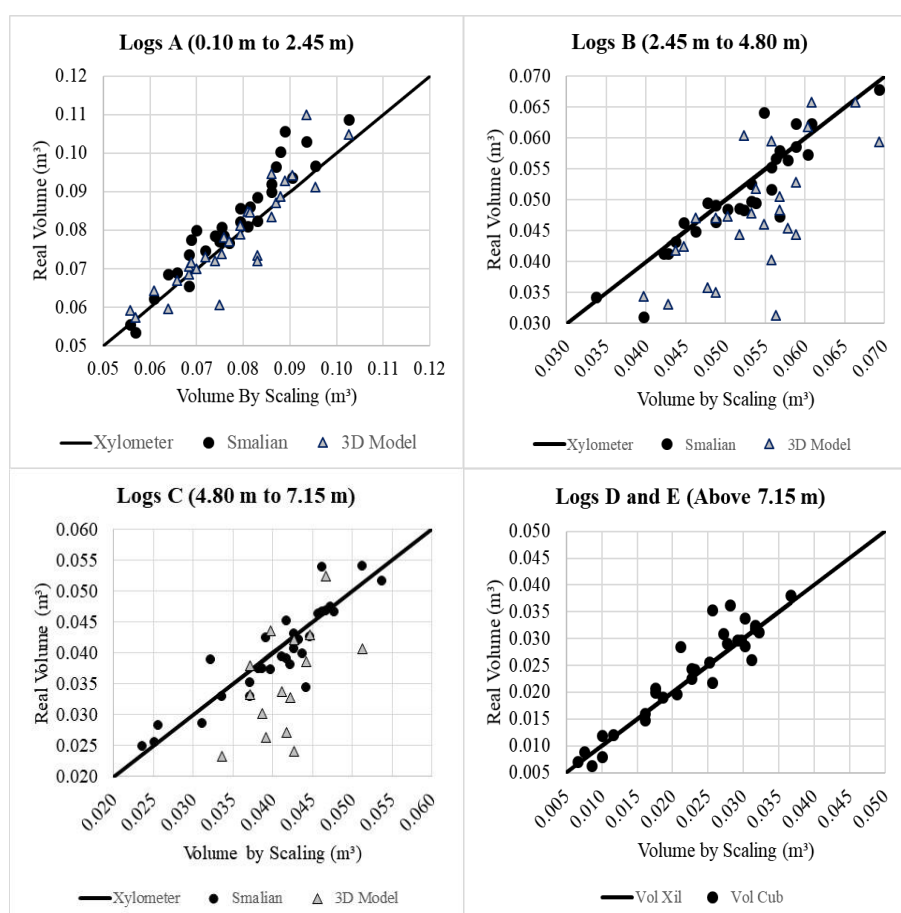 Logs A (0.10 m to 2.45 m)
Real Volume (m³)
0.12
0.11
0.10
0.09
0.08
0.07
0.06
0.05
0.05 0.06 0.07 0.08 0.09 0.10 0.11 0.12
Volume By Scaling (m³)
Xylometer Smalian 3D Model
Logs B (2.45 m to 4.80 m)
Real Volume (m³)
0.070
0.065
0.060
0.055
0.050
0.045
0.040
0.035
0.030
0.030 0.035 0.040 0.045 0.050 0.055 0.060 0.065 0.070
Volume by Scaling (m³)
Xylometer Smalian 3D Model
Logs C (4.80 m to 7.15 m)
Real Volume (m³)
0.060
0.055
0.050
0.045
0.040
0.035
0.030
0.025
0.020
0.020 0.025 0.030 0.035 0.040 0.045 0.050 0.055 0.060
Volume by Scaling (m³)
Xylometer Smalian 3D Model
Logs D and E (Above 7.15 m)
Real Volume (m³)
0.050
0.045
0.040
0.035
0.030
0.025
0.020
0.015
0.010
0.005
0.005 0.010 0.015 0.020 0.025 0.030 0.035 0.040 0.045 0.050
Volume by Scaling (m³)
Vol Xil Vol Cub